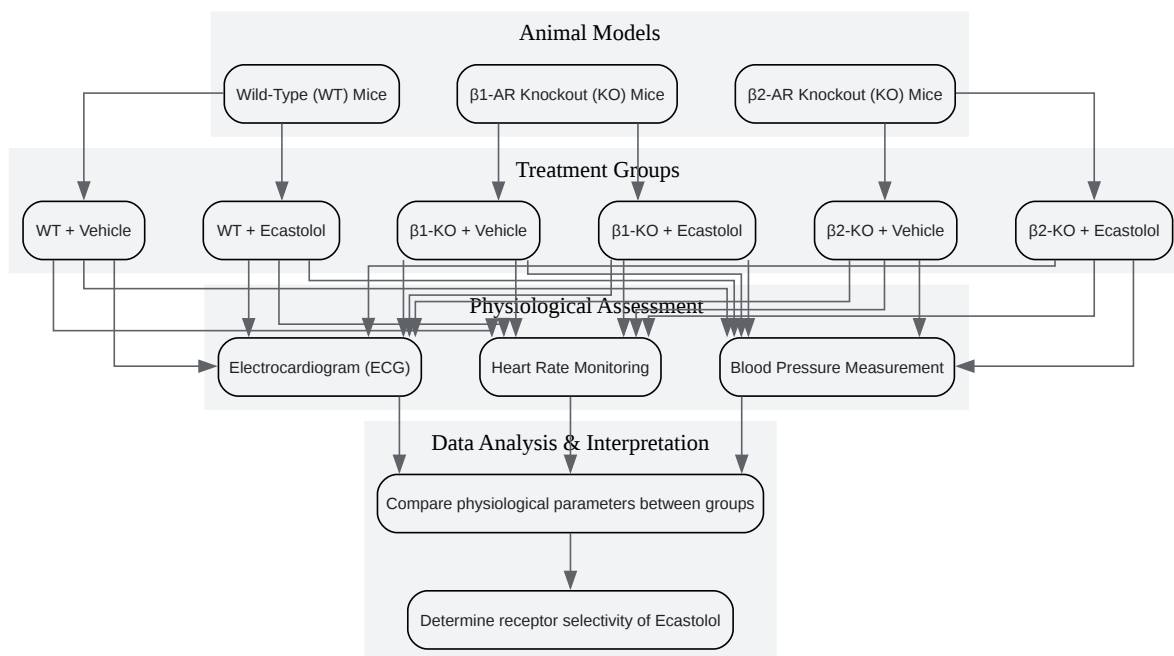 Animal Models
Wild-Type (WT) Mice
β1-AR Knockout (KO) Mice
β2-AR Knockout (KO) Mice
Treatment Groups
WT + Vehicle
WT + Ecastolol
β1-KO + Vehicle
β1-KO + Ecastolol
β2-KO + Vehicle
β2-KO + Ecastolol
Physiological Assessment
Electrocardiogram (ECG)
Heart Rate Monitoring
Blood Pressure Measurement
Data Analysis & Interpretation
Compare physiological parameters between groups
Determine receptor selectivity of Ecastolol